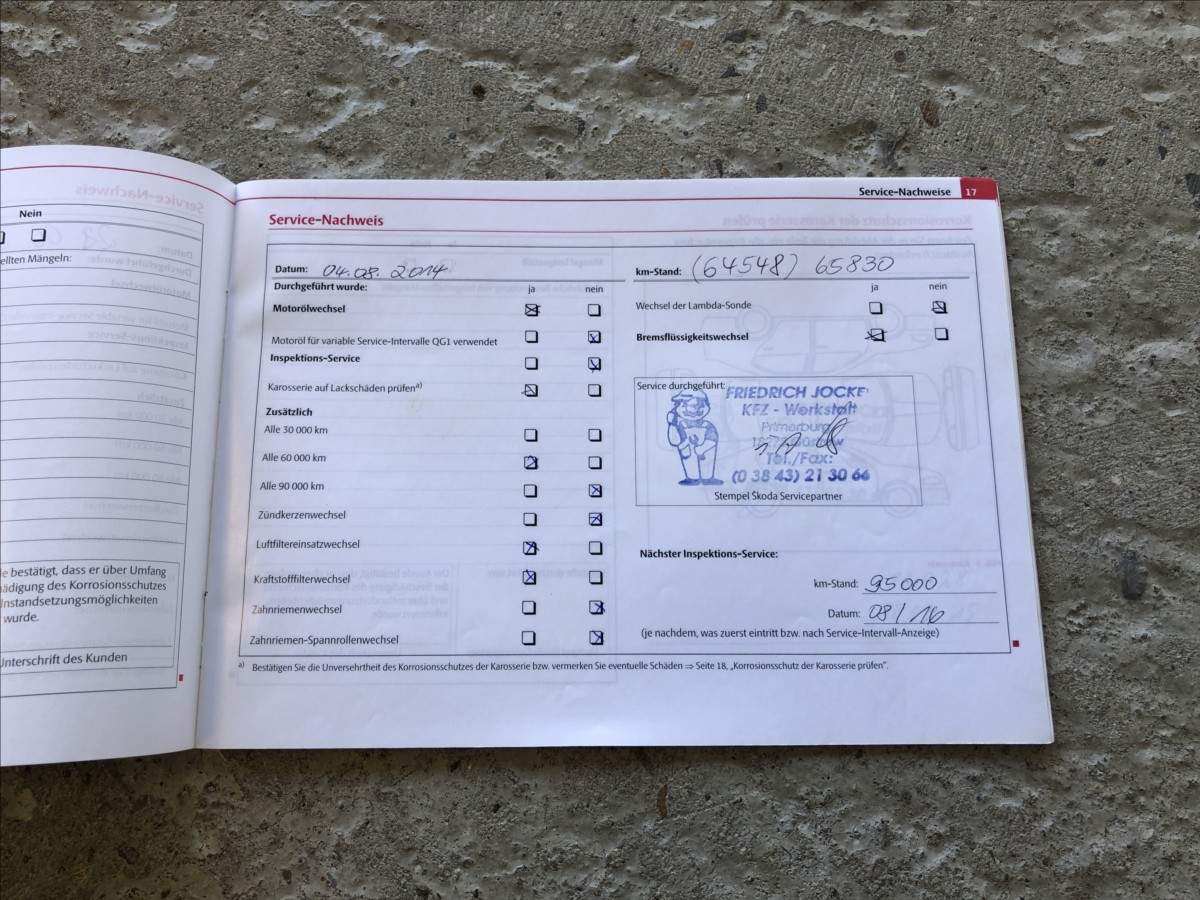 Nein
ellten Mängeln:
e bestätigt, dass er über Umfang
ädigung des Korrosionsschutzes
Instandsetzungsmöglichkeiten
wurde.
Unterschrift des Kunden
Service-Nachweise 17
Service-Nachweis
Datum: 04.08.2014
km-Stand: (64548) 65830
Durchgeführt wurde: ja nein
Motorölwechsel
Motoröl für variable Service-Intervalle QG1 verwendet
Inspektions-Service
Karosserie auf Lackschäden prüfen a)
Zusätzlich
Alle 30 000 km
Alle 60 000 km
Alle 90 000 km
Zündkerzenwechsel
Luftfiltereinsatzwechsel
Kraftstofffilterwechsel
Zahnriemenwechsel
Zahnriemen-Spannrollenwechsel
ja nein
Wechsel der Lambda-Sonde
Bremsflüssigkeitswechsel
Service durchgeführt:
FRIEDRICH JOCKE
KFZ - Werkstatt
Primerburg
Tel./Fax:
(0 38 43) 21 30 64
Stempel Škoda Servicepartner
Nächster Inspektions-Service:
km-Stand: 95000
Datum: 08/16
(je nachdem, was zuerst eintritt bzw. nach Service-Intervall-Anzeige)
a) Bestätigen Sie die Unversehrtheit des Korrosionsschutzes der Karosserie bzw. vermerken Sie eventuelle Schäden ⇒ Seite 18, „Korrosionsschutz der Karosserie prüfen“.